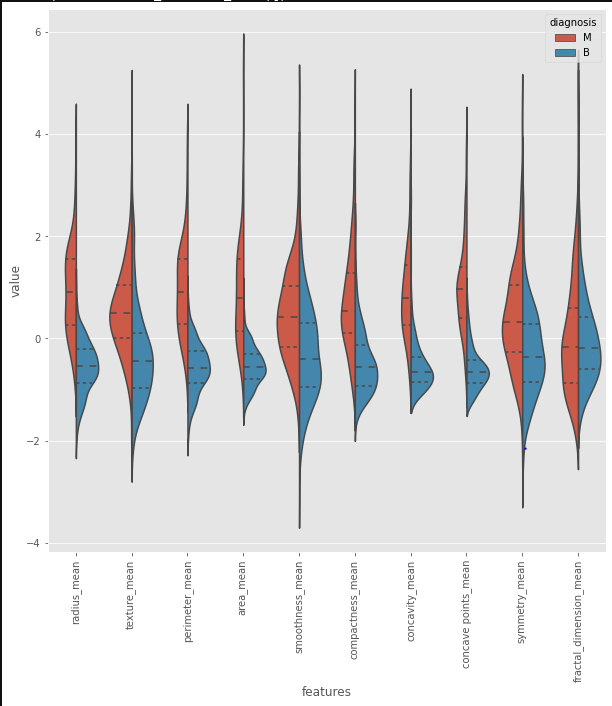 diagnosis
M
B
6
4
2
0
−2
−4
value
radius_mean
texture_mean
perimeter_mean
area_mean
smoothness_mean
compactness_mean
concavity_mean
concave points_mean
symmetry_mean
fractal_dimension_mean
features